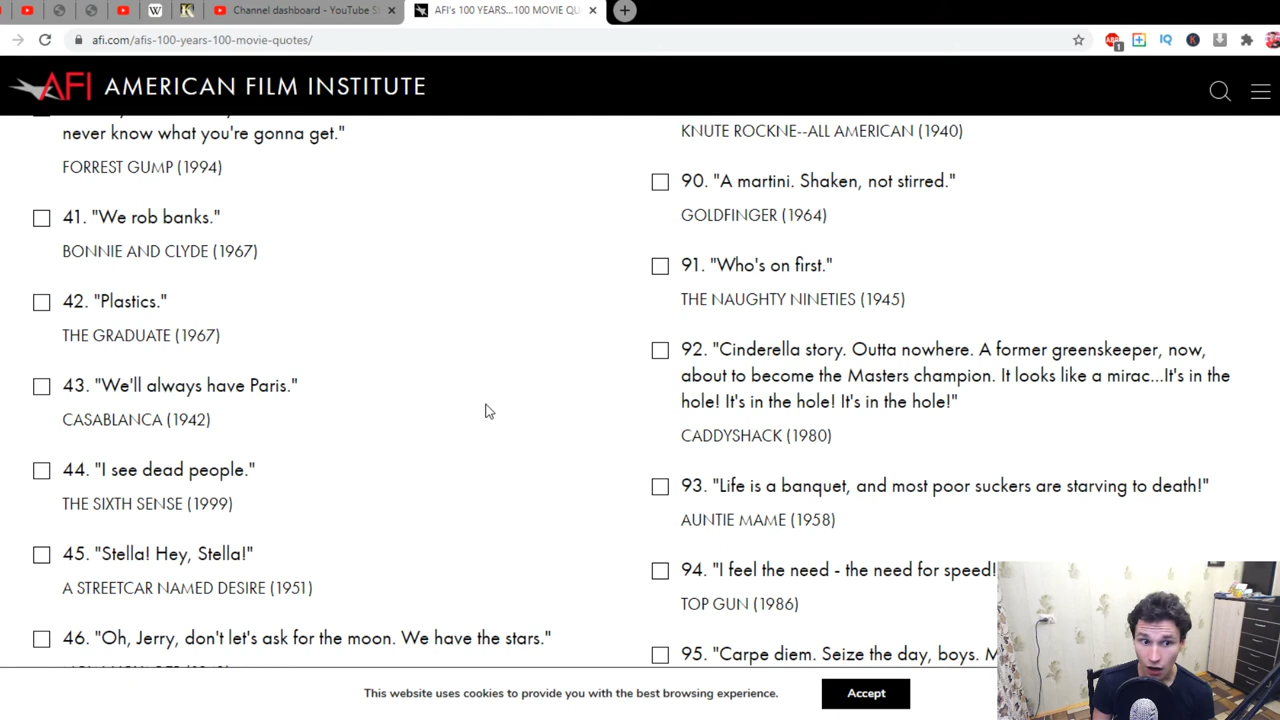 Channel dashboard - YouTube S
AFI's 100 YEARS...100 MOVIE QU
afi.com/afis-100-years-100-movie-quotes/
AFI AMERICAN FILM INSTITUTE
never know what you're gonna get."
FORREST GUMP (1994)
41. "We rob banks."
BONNIE AND CLYDE (1967)
42. "Plastics."
THE GRADUATE (1967)
43. "We'll always have Paris."
CASABLANCA (1942)
44. "I see dead people."
THE SIXTH SENSE (1999)
45. "Stella! Hey, Stella!"
A STREETCAR NAMED DESIRE (1951)
46. "Oh, Jerry, don't let's ask for the moon. We have the stars."
KNUTE ROCKNE--ALL AMERICAN (1940)
90. "A martini. Shaken, not stirred."
GOLDFINGER (1964)
91. "Who's on first."
THE NAUGHTY NINETIES (1945)
92. "Cinderella story. Outta nowhere. A former greenskeeper, now,
about to become the Masters champion. It looks like a mirac...It's in the
hole! It's in the hole! It's in the hole!"
CADDYSHACK (1980)
93. "Life is a banquet, and most poor suckers are starving to death!"
AUNTIE MAME (1958)
94. "I feel the need - the need for speed!
TOP GUN (1986)
95. "Carpe diem. Seize the day, boys. M
This website uses cookies to provide you with the best browsing experience.
Accept